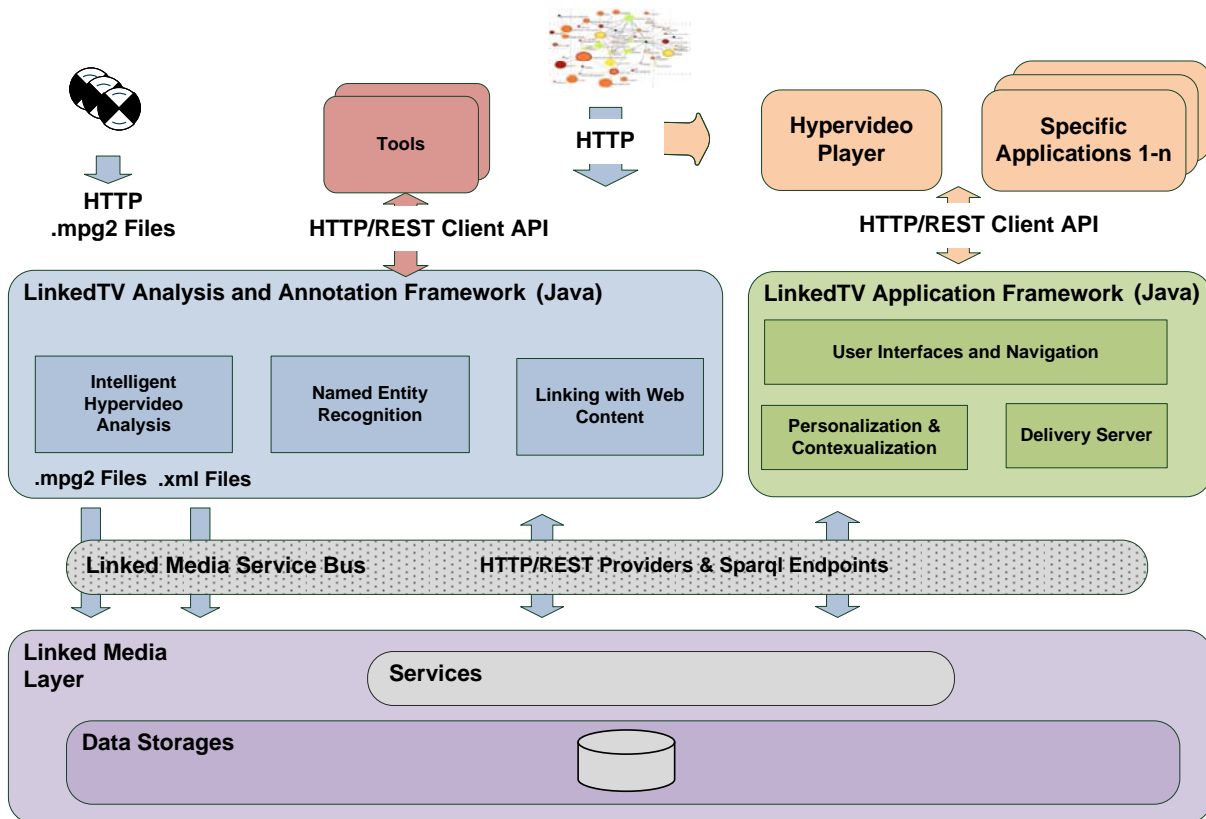 Tools
HTTP
Hypervideo
Player
Specific
Applications 1-n
HTTP
.mpg2 Files
HTTP/REST Client API
HTTP/REST Client API
LinkedTV Analysis and Annotation Framework (Java)
Intelligent
Hypervideo
Analysis
Named Entity
Recognition
Linking with Web
Content
.mpg2 Files .xml Files
LinkedTV Application Framework (Java)
User Interfaces and Navigation
Personalization &
Contexualization
Delivery Server
Linked Media Service Bus
HTTP/REST Providers & Sparql Endpoints
Linked Media
Layer
Services
Data Storages